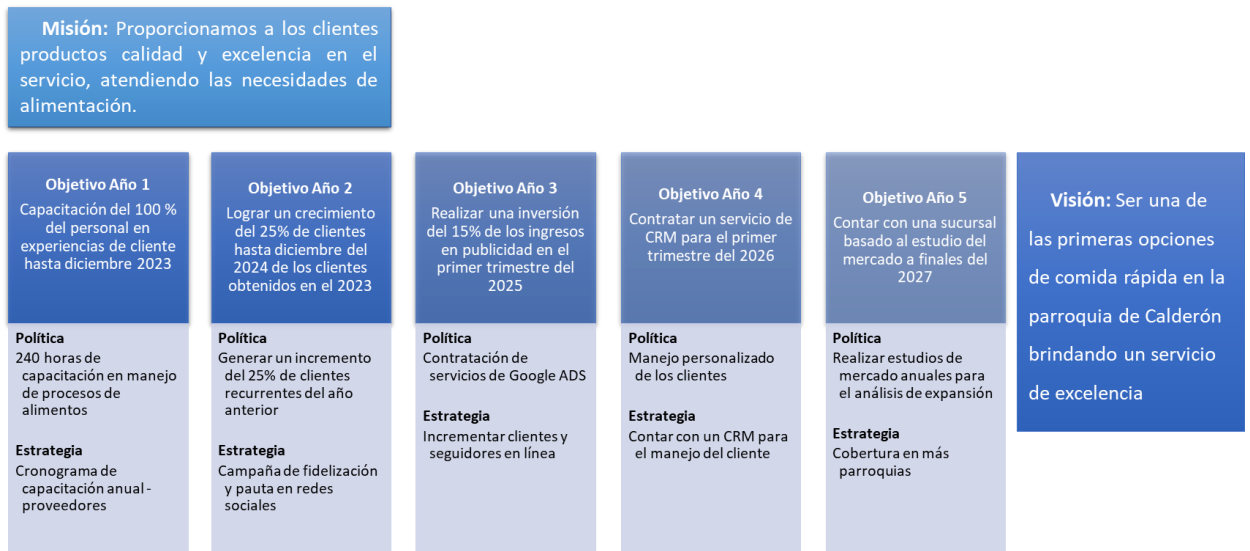 Misión: Proporcionamos a los clientes
productos calidad y excelencia en el
servicio, atendiendo las necesidades de
alimentación.
Objetivo Año 1
Capacitación del 100 %
del personal en
experiencias de cliente
hasta diciembre 2023
Política
240 horas de
capacitación en manejo
de procesos de
alimentos
Estrategia
Cronograma de
capacitación anual -
proveedores
Objetivo Año 2
Lograr un crecimiento
del 25% de clientes
hasta diciembre del
2024 de los clientes
obtenidos en el 2023
Política
Generar un incremento
del 25% de clientes
recurrentes del año
anterior
Estrategia
Campaña de fidelización
y pauta en redes
sociales
Objetivo Año 3
Realizar una inversión
del 15% de los ingresos
en publicidad en el
primer trimestre del
2025
Política
Contratación de
servicios de Google ADS
Estrategia
Incrementar clientes y
seguidores en línea
Objetivo Año 4
Contratar un servicio de
CRM para el primer
trimestre del 2026
Política
Manejo personalizado
de los clientes
Estrategia
Contar con un CRM para
el manejo del cliente
Objetivo Año 5
Contar con una sucursal
basado al estudio del
mercado a finales del
2027
Política
Realizar estudios de
mercado anuales para
el análisis de expansión
Estrategia
Cobertura en más
parroquias
Visión: Ser una de
las primeras opciones
de comida rápida en la
parroquia de Calderón
brindando un servicio
de excelencia